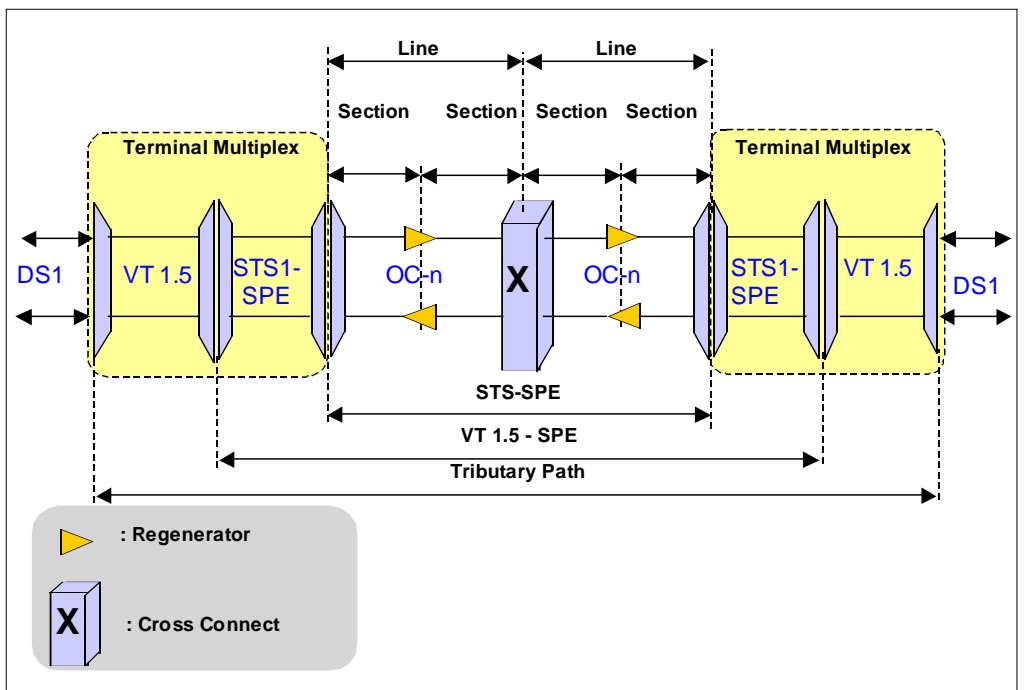 Line Line
Section Section Section Section
Terminal Multiplex Terminal Multiplex
DS1 VT 1.5 STS1- OC-n X OC-n STS1- VT 1.5 DS1
SPE SPE
STS-SPE
VT 1.5 - SPE
Tributary Path
: Regenerator
X : Cross Connect